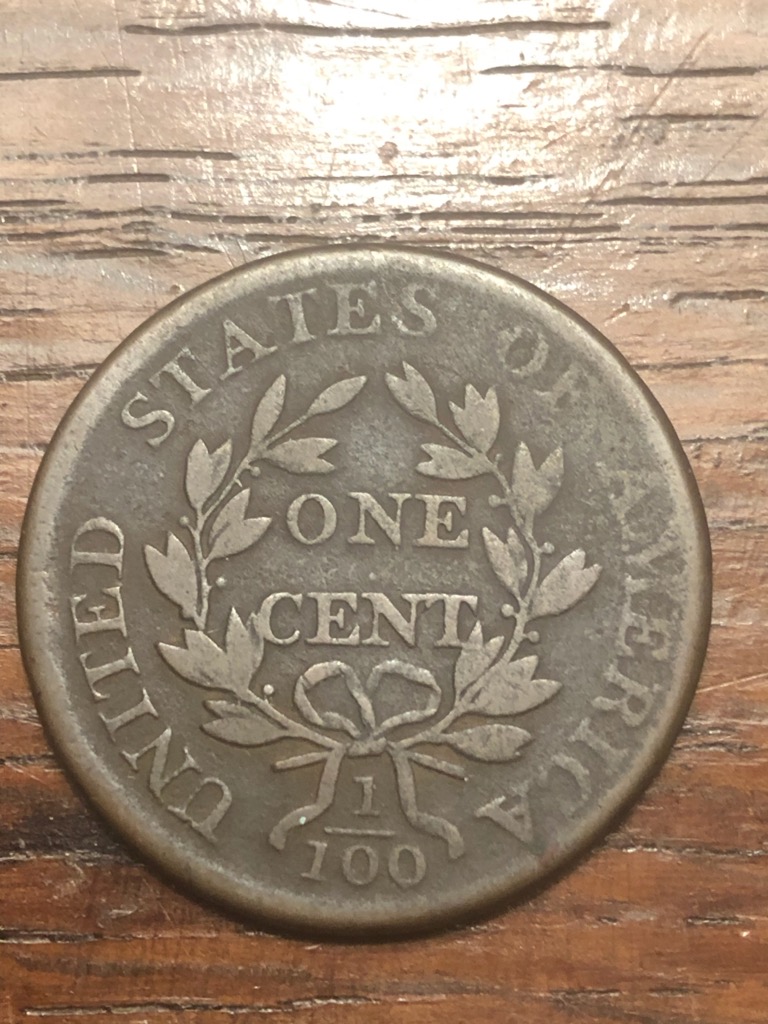 UNITED STATES OF AMERICA
ONE
CENT
1
100